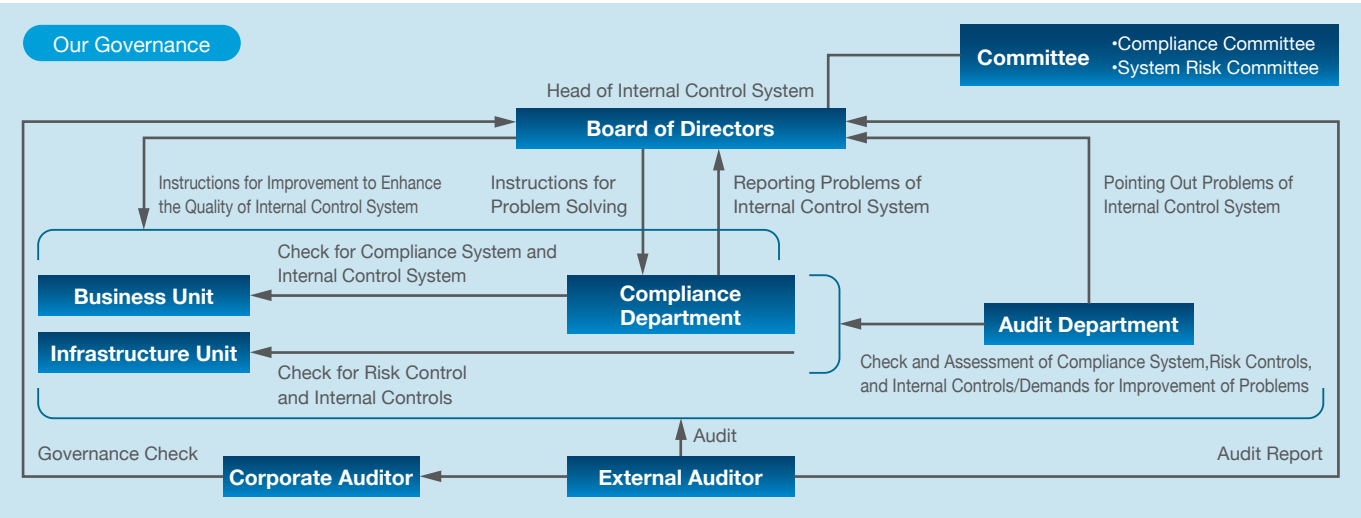 Our Governance
Committee
•Compliance Committee
•System Risk Committee
Head of Internal Control System
Board of Directors
Instructions for Improvement to Enhance
the Quality of Internal Control System
Instructions for
Problem Solving
Reporting Problems of
Internal Control System
Pointing Out Problems of
Internal Control System
Check for Compliance System and
Internal Control System
Business Unit
Compliance
Department
Audit Department
Infrastructure Unit
Check for Risk Control
and Internal Controls
Check and Assessment of Compliance System,Risk Controls,
and Internal Controls/Demands for Improvement of Problems
Audit
Governance Check
Audit Report
Corporate Auditor
External Auditor